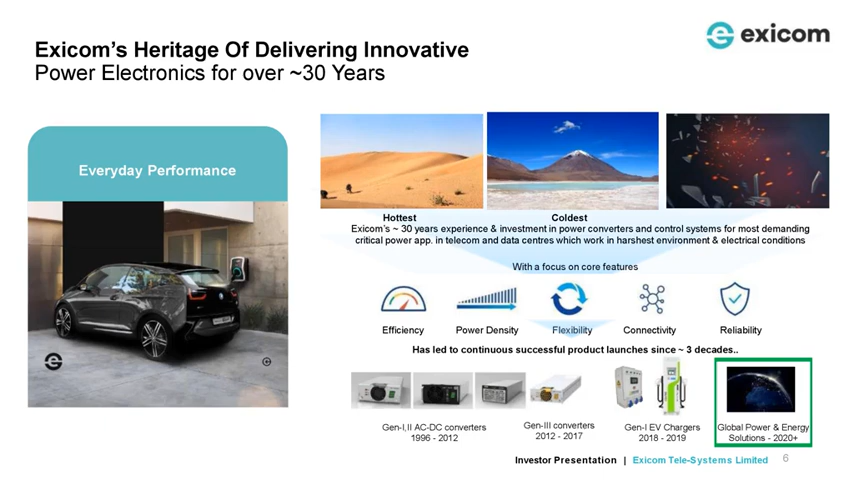 exicom
Exicom's Heritage Of Delivering Innovative
Power Electronics for over ~30 Years
Everyday Performance
Hottest
Coldest
Exicom's ~ 30 years experience & investment in power converters and control systems for most demanding
critical power app. in telecom and data centres which work in harshest environment & electrical conditions
With a focus on core features
Efficiency
Power Density
Flexibility
Connectivity
Reliability
Has led to continuous successful product launches since ~ 3 decades..
Gen-I,II AC-DC converters
1996 - 2012
Gen-III converters
2012 - 2017
Gen-I EV Chargers
2018 - 2019
Global Power & Energy
Solutions - 2020+
Investor Presentation | Exicom Tele-Systems Limited 6